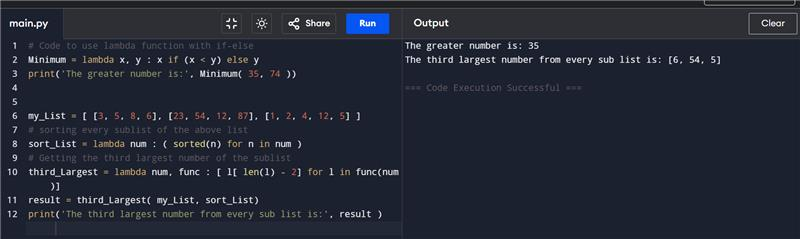 main.py
Share
Run
Output
Clear
1 # Code to use lambda function with if-else
2 Minimum = lambda x, y : x if (x < y) else y
3 print('The greater number is:', Minimum( 35, 74 ))
4
5
6 my_List = [ [3, 5, 8, 6], [23, 54, 12, 87], [1, 2, 4, 12, 5] ]
7 # sorting every sublist of the above list
8 sort_List = lambda num : ( sorted(n) for n in num )
9 # Getting the third largest number of the sublist
10 third_Largest = lambda num, func : [ l[ len(l) - 2] for l in func(num
)]
11 result = third_Largest( my_List, sort_List)
12 print('The third largest number from every sub list is:', result )
The greater number is: 35
The third largest number from every sub list is: [6, 54, 5]
=== Code Execution Successful ===